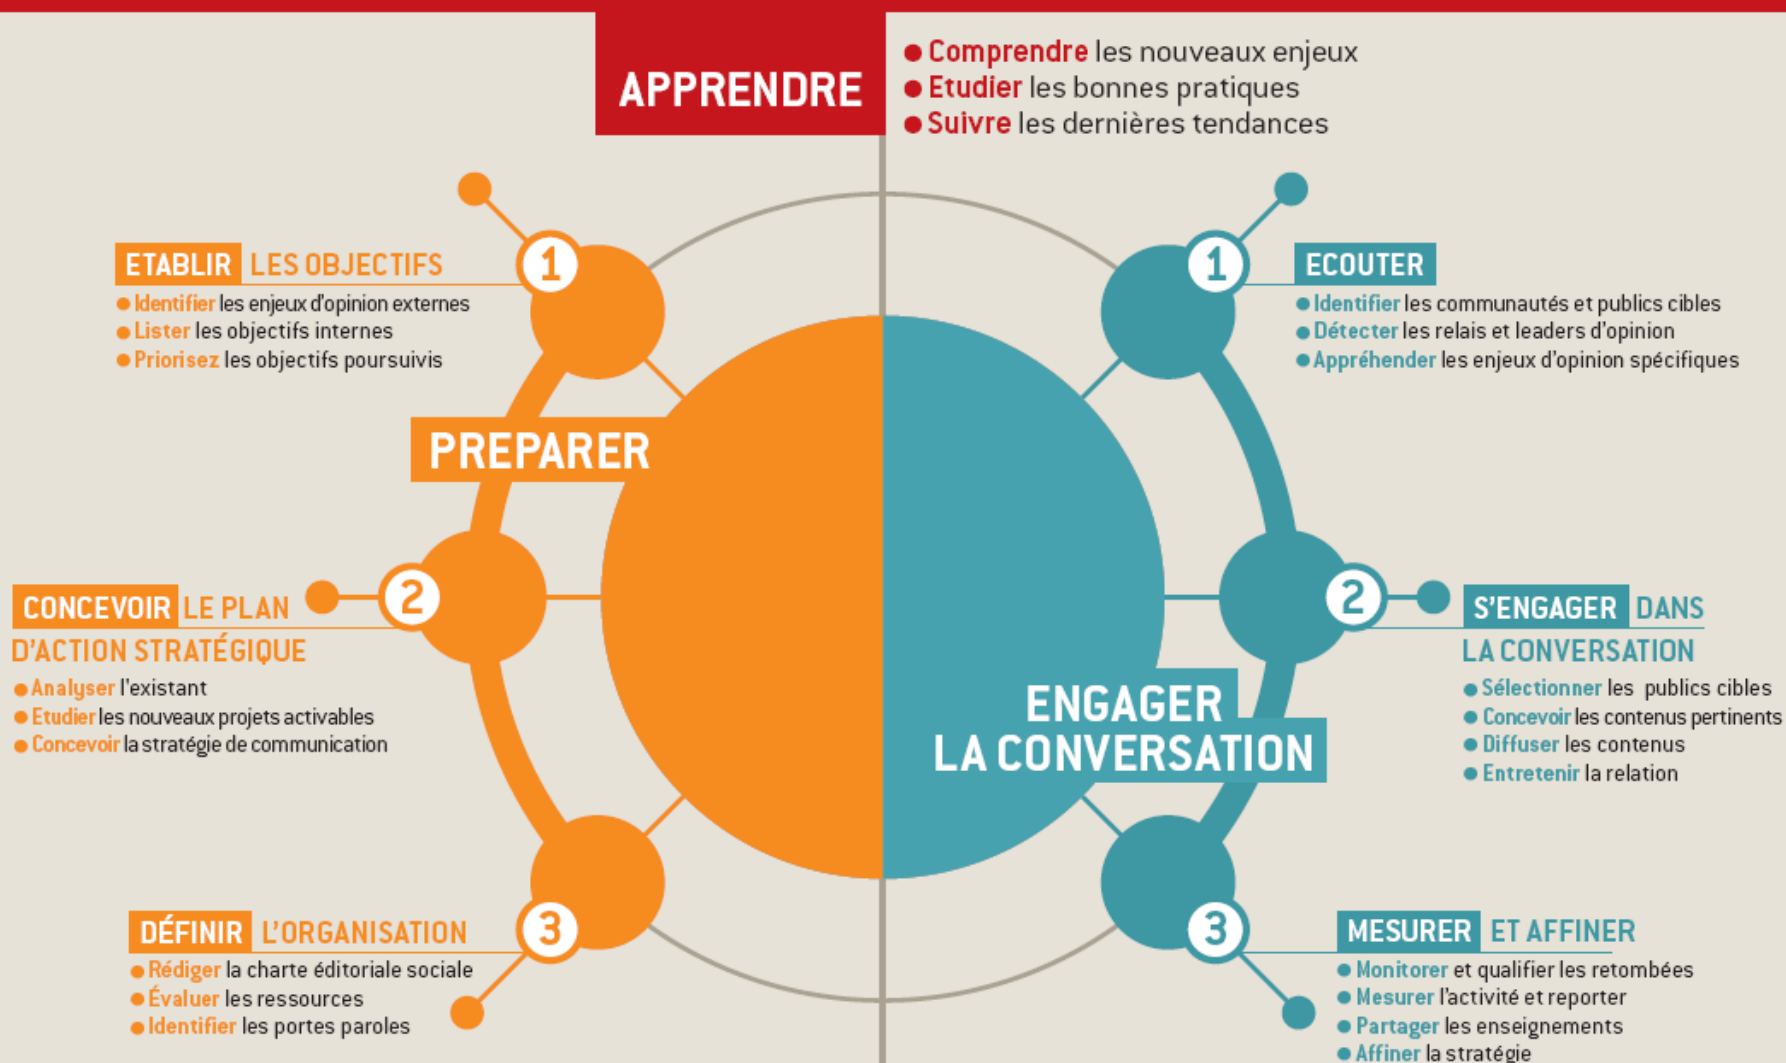 APPRENDRE
● Comprendre les nouveaux enjeux
● Etudier les bonnes pratiques
● Suivre les dernières tendances
1
ETABLIR LES OBJECTIFS
● Identifier les enjeux d'opinion externes
● Lister les objectifs internes
● Priorisez les objectifs poursuivis
PREPARER
2
CONCEVOIR LE PLAN
D'ACTION STRATÉGIQUE
● Analyser l'existant
● Etudier les nouveaux projets activables
● Concevoir la stratégie de communication
3
DÉFINIR L'ORGANISATION
● Rédiger la charte éditoriale sociale
● Évaluer les ressources
● Identifier les portes paroles
1
ECOUTER
● Identifier les communautés et publics cibles
● Détecter les relais et leaders d'opinion
● Appréhender les enjeux d'opinion spécifiques
2
S'ENGAGER DANS
LA CONVERSATION
● Sélectionner les publics cibles
● Concevoir les contenus pertinents
● Diffuser les contenus
● Entretenir la relation
ENGAGER
LA CONVERSATION
3
MESURER ET AFFINER
● Monitorer et qualifier les retombées
● Mesurer l'activité et reporter
● Partager les enseignements
● Affiner la stratégie